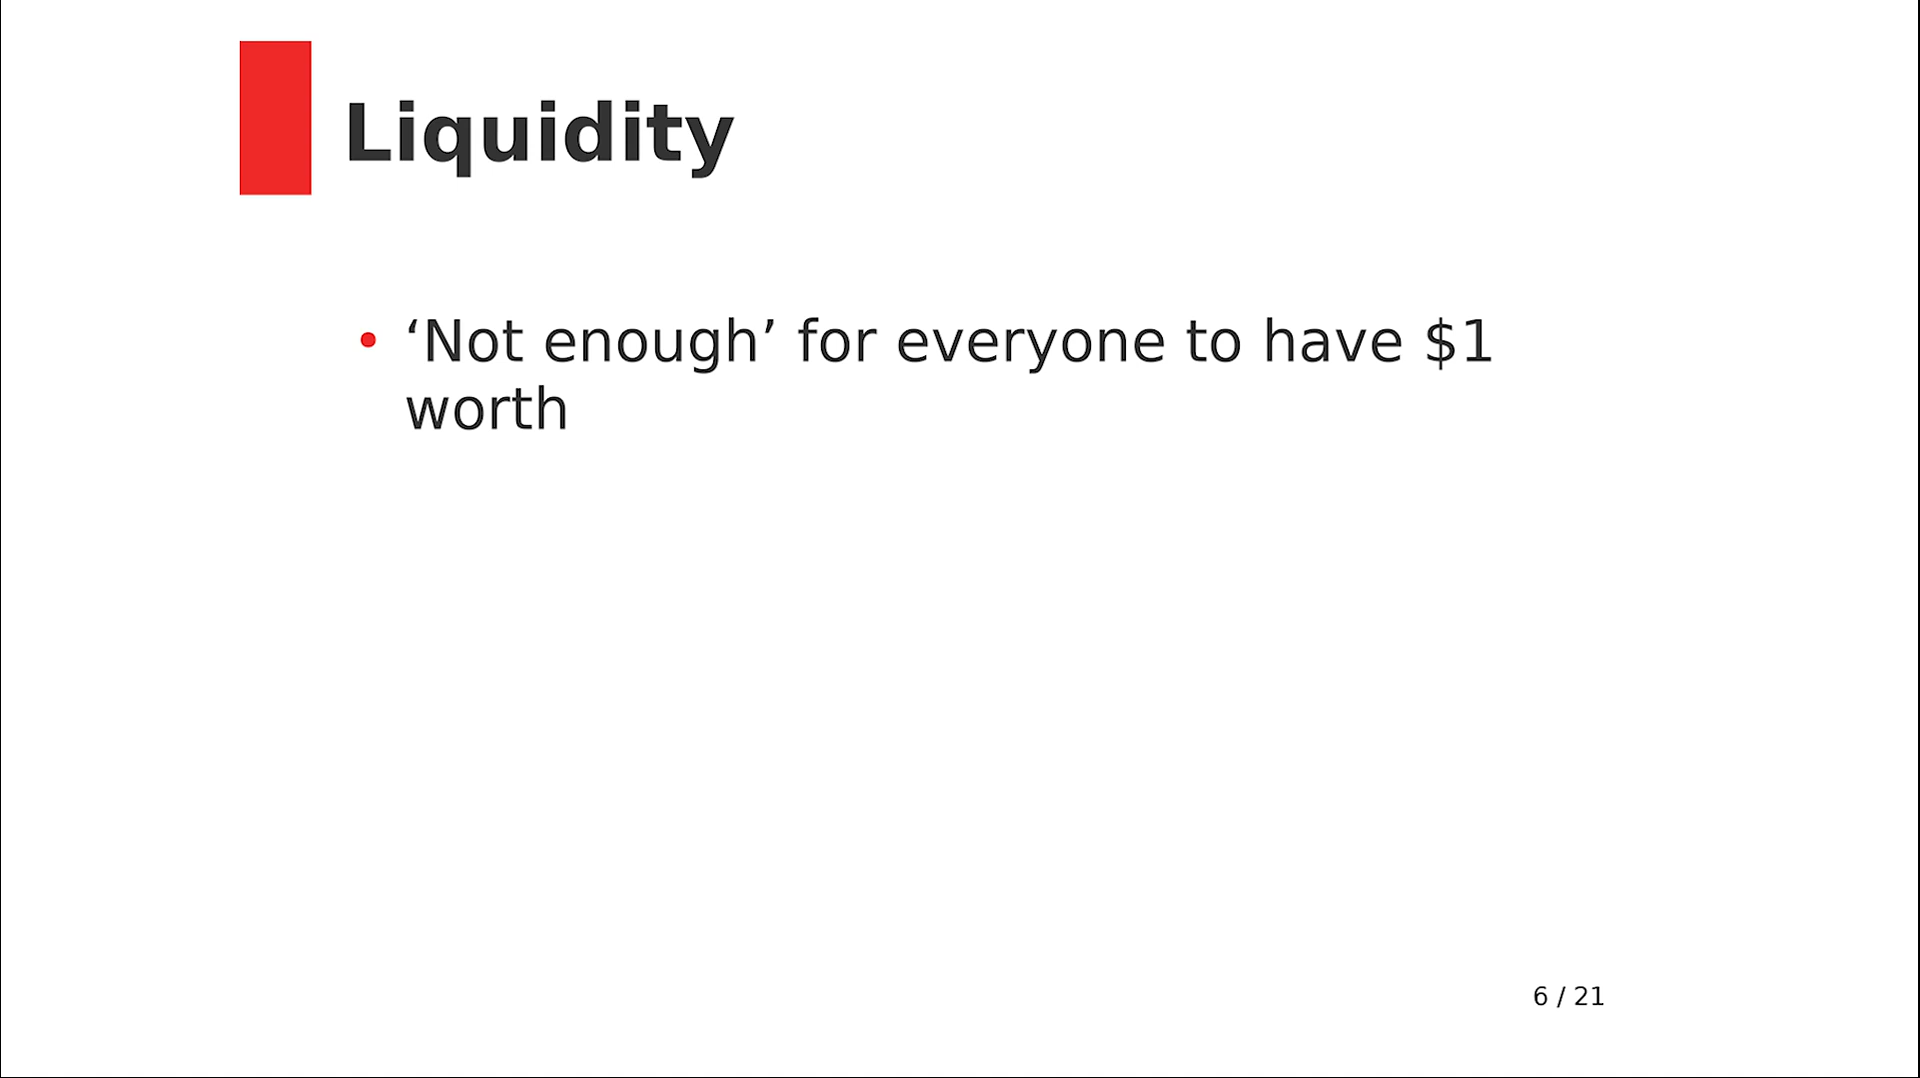 Liquidity
• ‘Not enough’ for everyone to have $1
worth
6 / 21